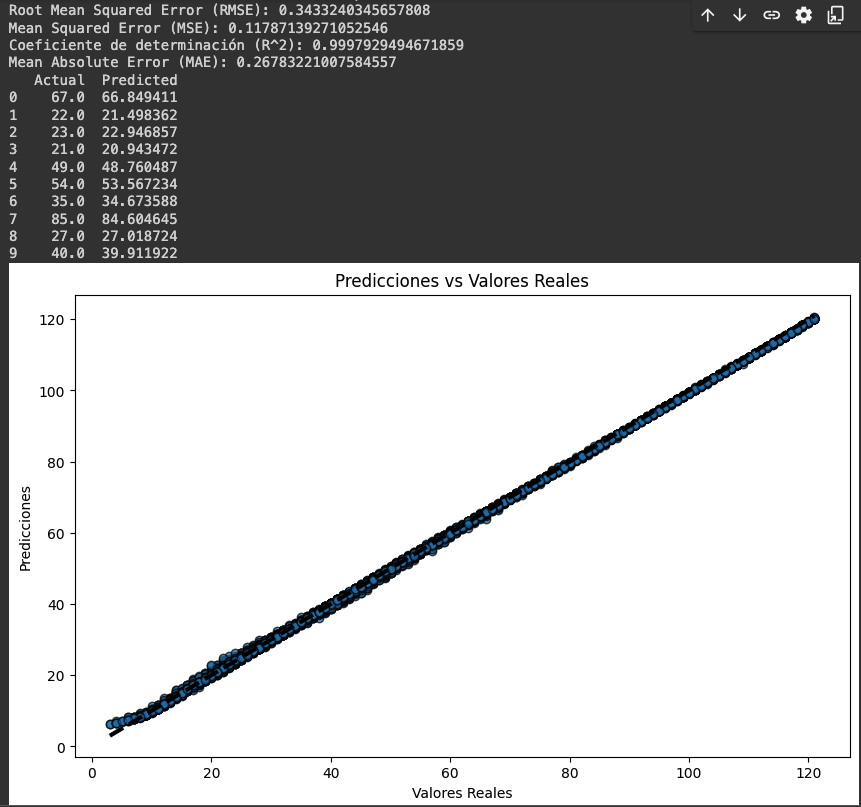 Root Mean Squared Error (RMSE): 0.3433240345657808
Mean Squared Error (MSE): 0.11787139271052546
Coeficiente de determinación (R^2): 0.9997929494671859
Mean Absolute Error (MAE): 0.26783221007584557
Actual Predicted
0 67.0 66.849411
1 22.0 21.498362
2 23.0 22.946857
3 21.0 20.943472
4 49.0 48.760487
5 54.0 53.567234
6 35.0 34.673588
7 85.0 84.604645
8 27.0 27.018724
9 40.0 39.911922
Predicciones vs Valores Reales
120
100
80
60
40
20
0
Predicciones
0 20 40 60 80 100 120
Valores Reales